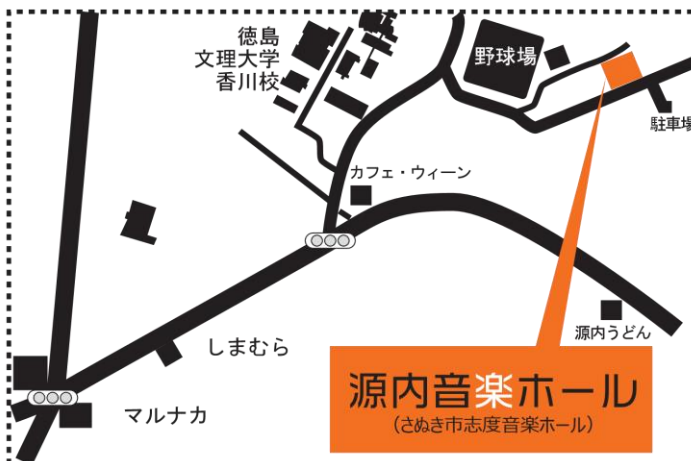 徳島
文理大学
香川校
野球場
駐車場
カフェ・ウィーン
源内うどん
しまむら
マルナカ
源内音楽ホール
(さぬき市志度音楽ホール)